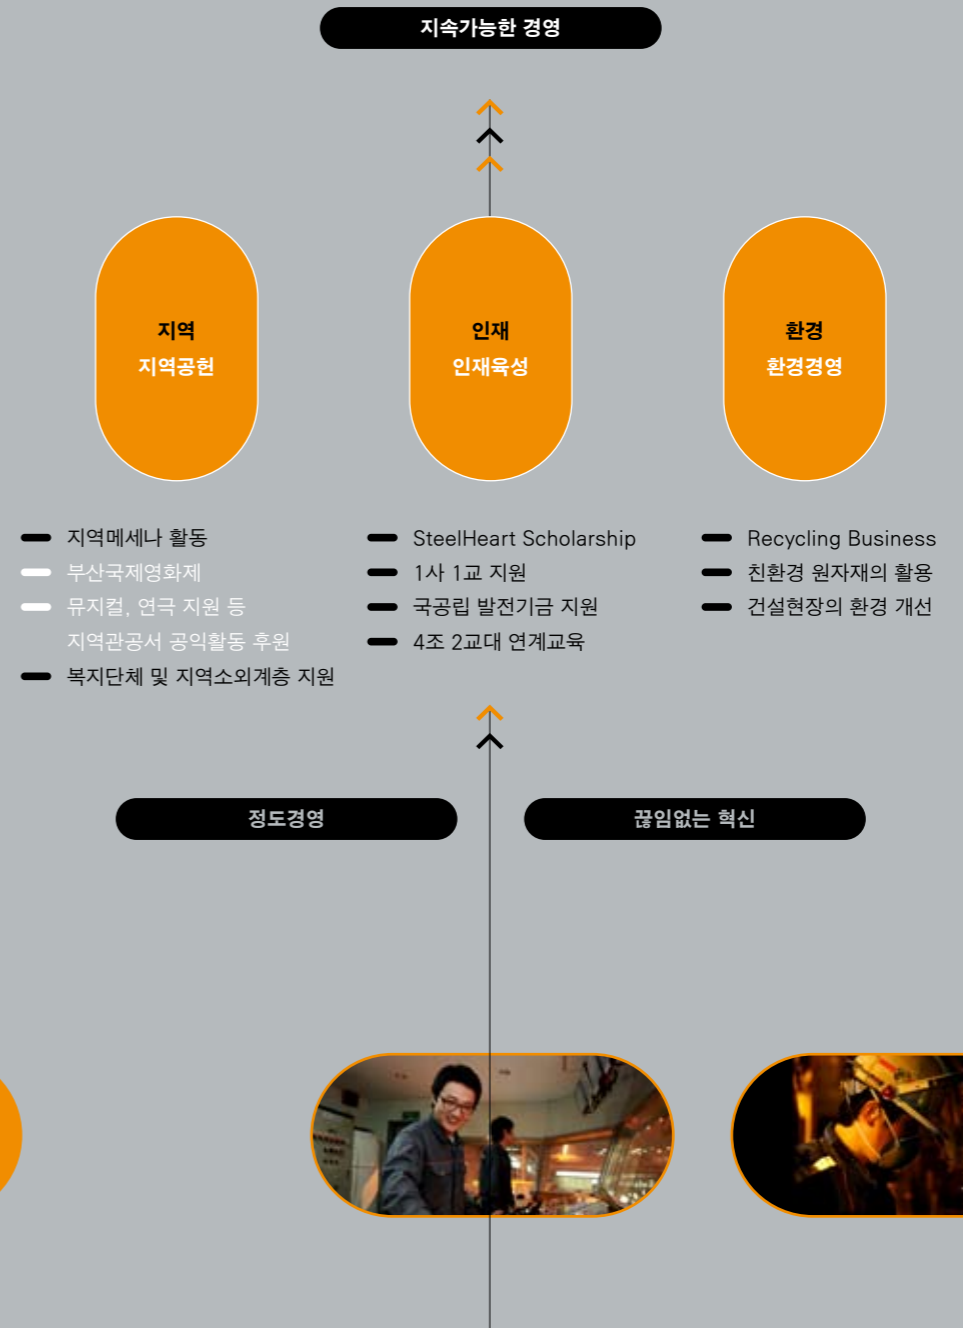 지속가능한 경영
지역
지역공헌
인재
인재육성
환경
환경경영
지역메세나 활동
부산국제영화제
뮤지컬, 연극 지원 등
지역관공서 공익활동 후원
복지단체 및 지역소외계층 지원
SteelHeart Scholarship
1사 1교 지원
국공립 발전기금 지원
4조 2교대 연계교육
Recycling Business
친환경 원자재의 활용
건설현장의 환경 개선
정도경영
끊임없는 혁신